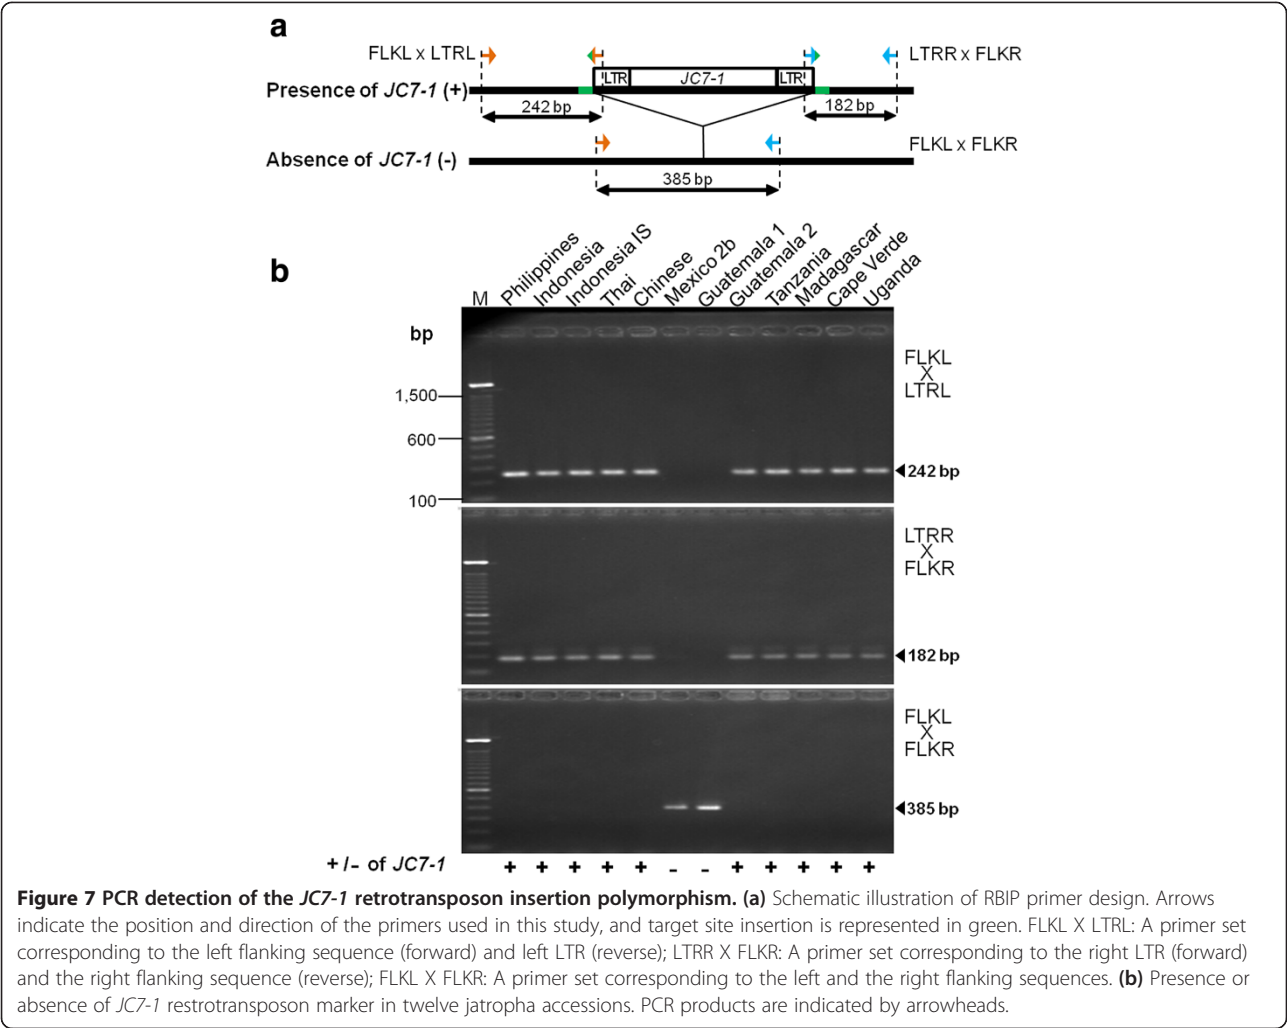 a
FLKL x LTRL
LTRR x FLKR
Presence of JC7-1 (+)
LTR
JC7-1
LTR
242 bp
182 bp
FLKL x FLKR
Absence of JC7-1 (-)
385 bp
b
M
Philippines
Indonesia
Indonesia IS
Thai
Chinese
Mexico 2b
Guatemala 1
Guatemala 2
Tanzania
Madagascar
Cape Verde
Uganda
bp
1,500
600
100
FLKL
X
LTRL
242 bp
LTRR
X
FLKR
182 bp
FLKL
X
FLKR
385 bp
+/- of JC7-1 + + + + + - - + + + + +
Figure 7 PCR detection of the JC7-1 retrotransposon insertion polymorphism. (a) Schematic illustration of RBIP primer design. Arrows
indicate the position and direction of the primers used in this study, and target site insertion is represented in green. FLKL X LTRL: A primer set
corresponding to the left flanking sequence (forward) and left LTR (reverse); LTRR X FLKR: A primer set corresponding to the right LTR (forward)
and the right flanking sequence (reverse); FLKL X FLKR: A primer set corresponding to the left and the right flanking sequences. (b) Presence or
absence of JC7-1 restrotransposon marker in twelve jatropha accessions. PCR products are indicated by arrowheads.